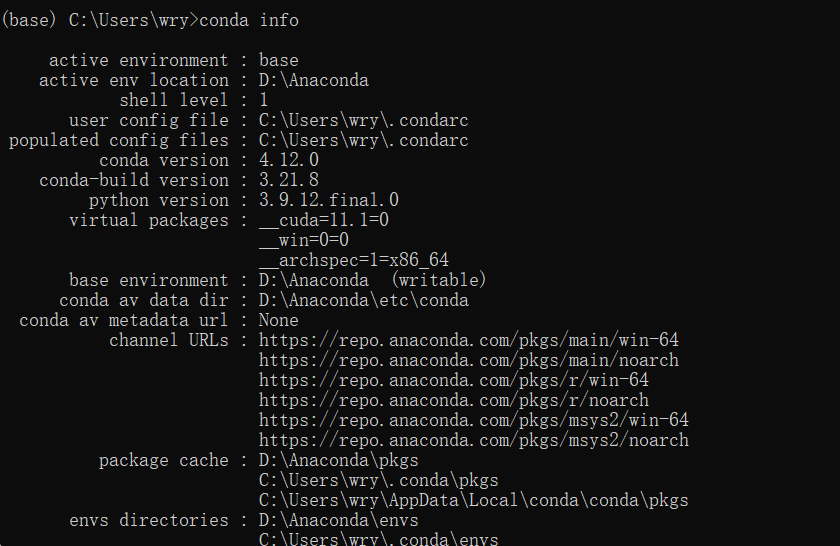 (base) C:\Users\wry>conda info
active environment : base
active env location : D:\Anaconda
shell level : 1
user config file : C:\Users\wry\.condarc
populated config files : C:\Users\wry\.condarc
conda version : 4.12.0
conda-build version : 3.21.8
python version : 3.9.12.final.0
virtual packages : __cuda=11.1=0
__win=0=0
__archspec=1=x86_64
base environment : D:\Anaconda  (writable)
conda av data dir : D:\Anaconda\etc\conda
conda av metadata url : None
channel URLs : https://repo.anaconda.com/pkgs/main/win-64
https://repo.anaconda.com/pkgs/main/noarch
https://repo.anaconda.com/pkgs/r/win-64
https://repo.anaconda.com/pkgs/r/noarch
https://repo.anaconda.com/pkgs/msys2/win-64
https://repo.anaconda.com/pkgs/msys2/noarch
package cache : D:\Anaconda\pkgs
C:\Users\wry\.conda\pkgs
C:\Users\wry\AppData\Local\conda\conda\pkgs
envs directories : D:\Anaconda\envs
C:\Users\wry\.conda\envs